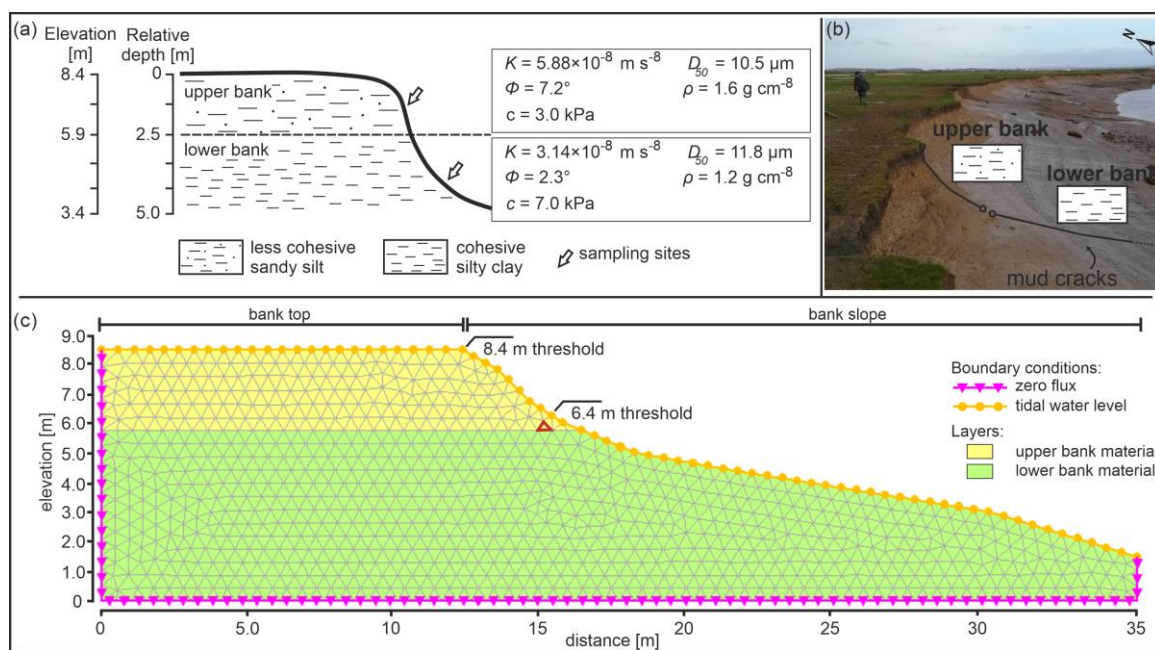 (a)
Elevation [m]
Relative depth [m]
8.4
5.9
3.4
0
2.5
5.0
upper bank
lower bank
K = 5.88×10⁻⁸ m s⁻⁸ D₅₀ = 10.5 µm
Φ = 7.2° ρ = 1.6 g cm⁻⁸
c = 3.0 kPa
K = 3.14×10⁻⁸ m s⁻⁸ D₅₀ = 11.8 µm
Φ = 2.3° ρ = 1.2 g cm⁻⁸
c = 7.0 kPa
less cohesive
sandy silt
cohesive
silty clay
sampling sites
(b)
N
upper bank
lower bank
mud cracks
(c)
bank top
bank slope
9.0
8.0
7.0
6.0
5.0
4.0
3.0
2.0
1.0
0
elevation [m]
8.4 m threshold
6.4 m threshold
Boundary conditions:
zero flux
tidal water level
Layers:
upper bank materia
lower bank materia
0 5.0 10 15 20 25 30 35
distance [m]